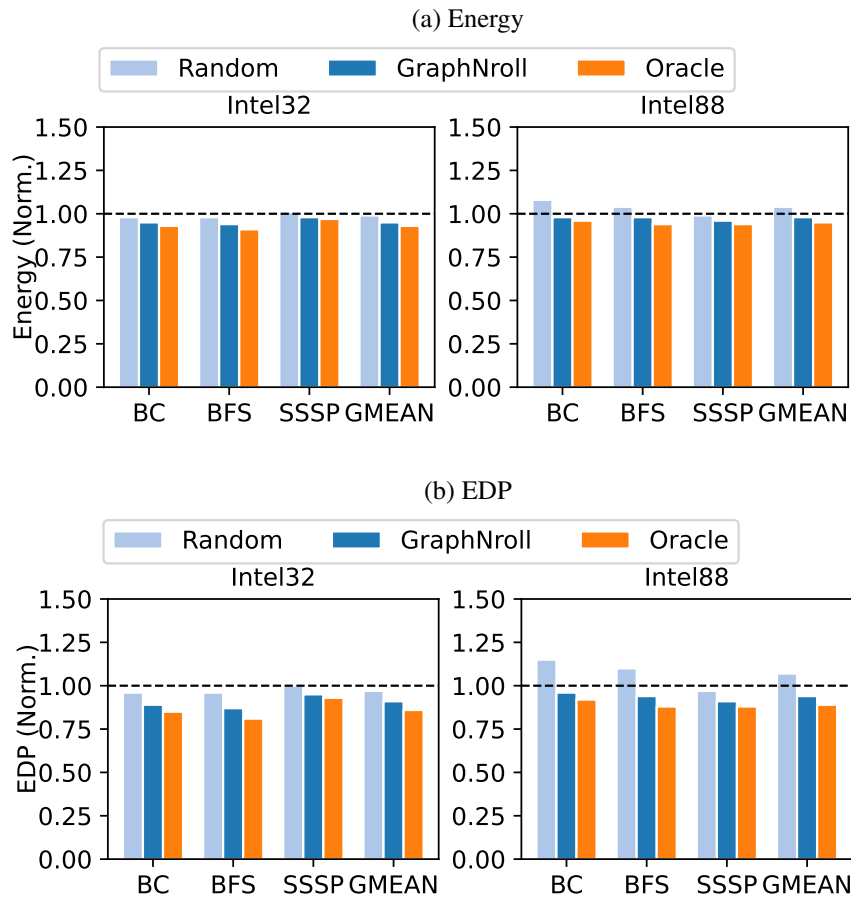 (a) Energy
Random GraphNroll Oracle
Intel32 Intel88
Energy (Norm.)
1.50
1.25
1.00
0.75
0.50
0.25
0.00
BC BFS SSSP GMEAN
1.50
1.25
1.00
0.75
0.50
0.25
0.00
BC BFS SSSP GMEAN
(b) EDP
Random GraphNroll Oracle
Intel32 Intel88
EDP (Norm.)
1.50
1.25
1.00
0.75
0.50
0.25
0.00
BC BFS SSSP GMEAN
1.50
1.25
1.00
0.75
0.50
0.25
0.00
BC BFS SSSP GMEAN